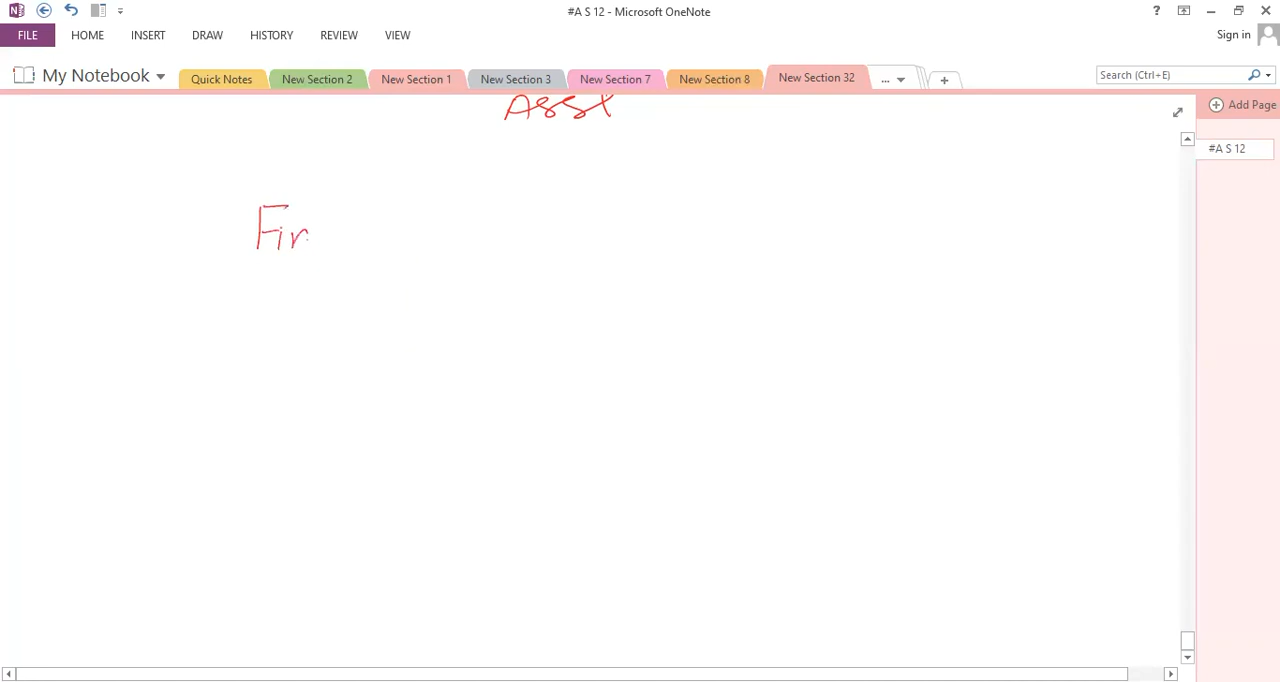 #A S 12 - Microsoft OneNote
FILE HOME INSERT DRAW HISTORY REVIEW VIEW Sign in
My Notebook Quick Notes New Section 2 New Section 1 New Section 3 New Section 7 New Section 8 New Section 32 ... Search (Ctrl+E)
Add Page
#A S 12
Fin